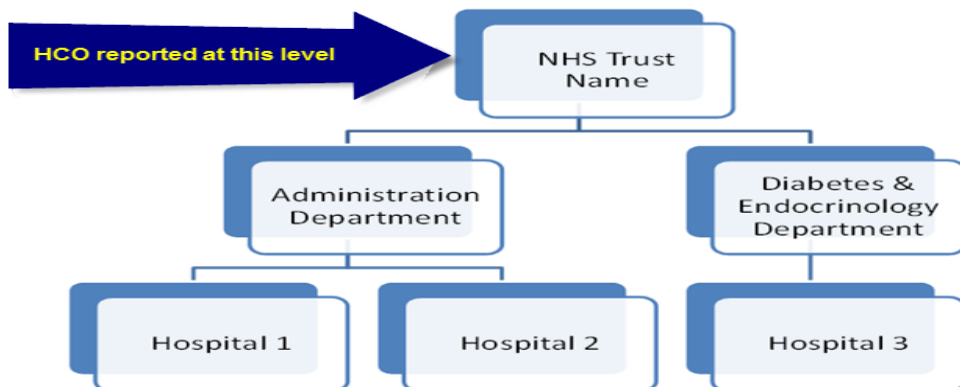 HCO reported at this level
NHS Trust
Name
Administration
Department
Diabetes &
Endocrinology
Department
Hospital 1
Hospital 2
Hospital 3